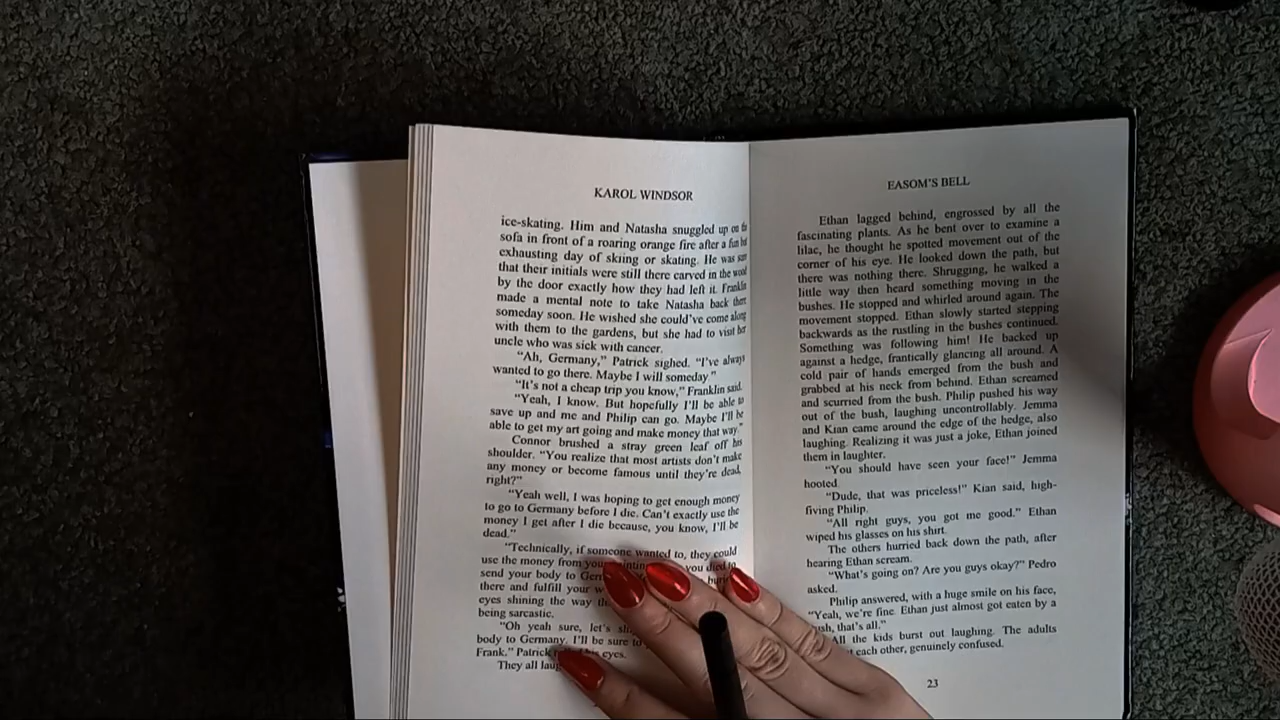 KAROL WINDSOR
ice-skating. Him and Natasha snuggled up on the
sofa in front of a roaring orange fire after a fun but
exhausting day of skiing or skating. He was sure
that their initials were still there carved in the wood
by the door exactly how they had left it. Franklin
made a mental note to take Natasha back there
someday soon. He wished she could've come along
with them to the gardens, but she had to visit her
uncle who was sick with cancer.
"Ah, Germany," Patrick sighed. "I've always
wanted to go there. Maybe I will someday."
"It's not a cheap trip you know," Franklin said.
"Yeah, I know. But hopefully I'll be able to
save up and me and Philip can go. Maybe I'll be
able to get my art going and make money that way."
Connor brushed a stray green leaf off his
shoulder. "You realize that most artists don't make
any money or become famous until they're dead,
right?"
"Yeah well, I was hoping to get enough money
to go to Germany before I die. Can't exactly use the
money I get after I die because, you know, I'll be
dead."
"Technically, if someone wanted to, they could
use the money from your you died to
send your body to
there and fulfill your
eyes shining the way
being sarcastic.
"Oh yeah sure, let's
body to Germany. I'll be sure to
Frank." Patrick his eyes.
They all
EASOM'S BELL
Ethan lagged behind, engrossed by all the
fascinating plants. As he bent over to examine a
lilac, he thought he spotted movement out of the
corner of his eye. He looked down the path, but
there was nothing there. Shrugging, he walked a
little way then heard something moving in the
bushes. He stopped and whirled around again. The
movement stopped. Ethan slowly started stepping
backwards as the rustling in the bushes continued.
Something was following him! He backed up
against a hedge, frantically glancing all around. A
cold pair of hands emerged from the bush and
grabbed at his neck from behind. Ethan screamed
and scurried from the bush. Philip pushed his way
out of the bush, laughing uncontrollably. Jemma
and Kian came around the edge of the hedge, also
laughing. Realizing it was just a joke, Ethan joined
them in laughter.
"You should have seen your face!" Jemma
hooted.
"Dude, that was priceless!" Kian said, high-
fiving Philip.
"All right guys, you got me good." Ethan
wiped his glasses on his shirt.
The others hurried back down the path, after
hearing Ethan scream.
"What's going on? Are you guys okay?" Pedro
asked.
Philip answered, with a huge smile on his face,
"Yeah, we're fine. Ethan just almost got eaten by a
bush, that's all."
All the kids burst out laughing. The adults
each other, genuinely confused.
23